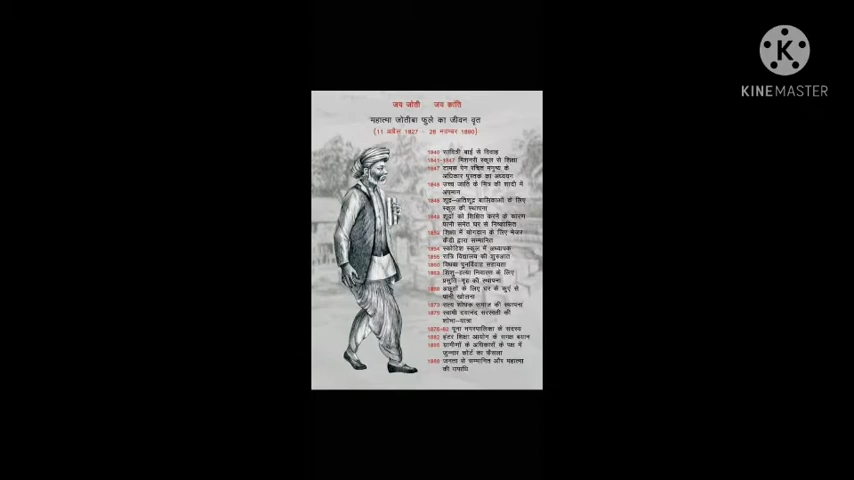 KINEMASTER
जय जोती जय क्रांति
महात्मा जोतीबा फुले का जीवन वृत
(11 अप्रैल 1827 - 28 नवम्बर 1890)
1840 सावित्री बाई से विवाह
1841-1847 मिशनरी स्कूल से शिक्षा
1847 टामस पेन रचित मनुष्य के
अधिकार पुस्तक का अध्ययन
1848 उच्च जाति के मित्र की शादी में
अपमान
1848 शूद्र-अतिशूद्र बालिकाओं के लिए
स्कूल की स्थापना
1849 शूद्रों को शिक्षित करने के कारण
पत्नी समेत घर से निष्कासित
1852 शिक्षा में योगदान के लिए मेजर
कैंडी द्वारा सम्मानित
1854 स्कोटिश स्कूल में अध्यापक
1855 रात्रि विद्यालय की शुरुआत
1860 विधवा पुनर्विवाह सहायता
1863 शिशु-हत्या निवारण के लिए
प्रसूति-गृह की स्थापना
1868 अछूतों के लिए घर के कुएं से
पानी खोलना
1873 सत्य शोधक समाज की स्थापना
1875 स्वामी दयानंद सरस्वती की
शोभा-यात्रा
1876-82 पूना नगरपालिका के सदस्य
1882 हंटर शिक्षा आयोग के समक्ष बयान
1885 ग्रामीणों के अधिकारों के पक्ष में
जुन्नार कोर्ट का फैसला
1888 जनता से सम्मानित और महात्मा
की उपाधि